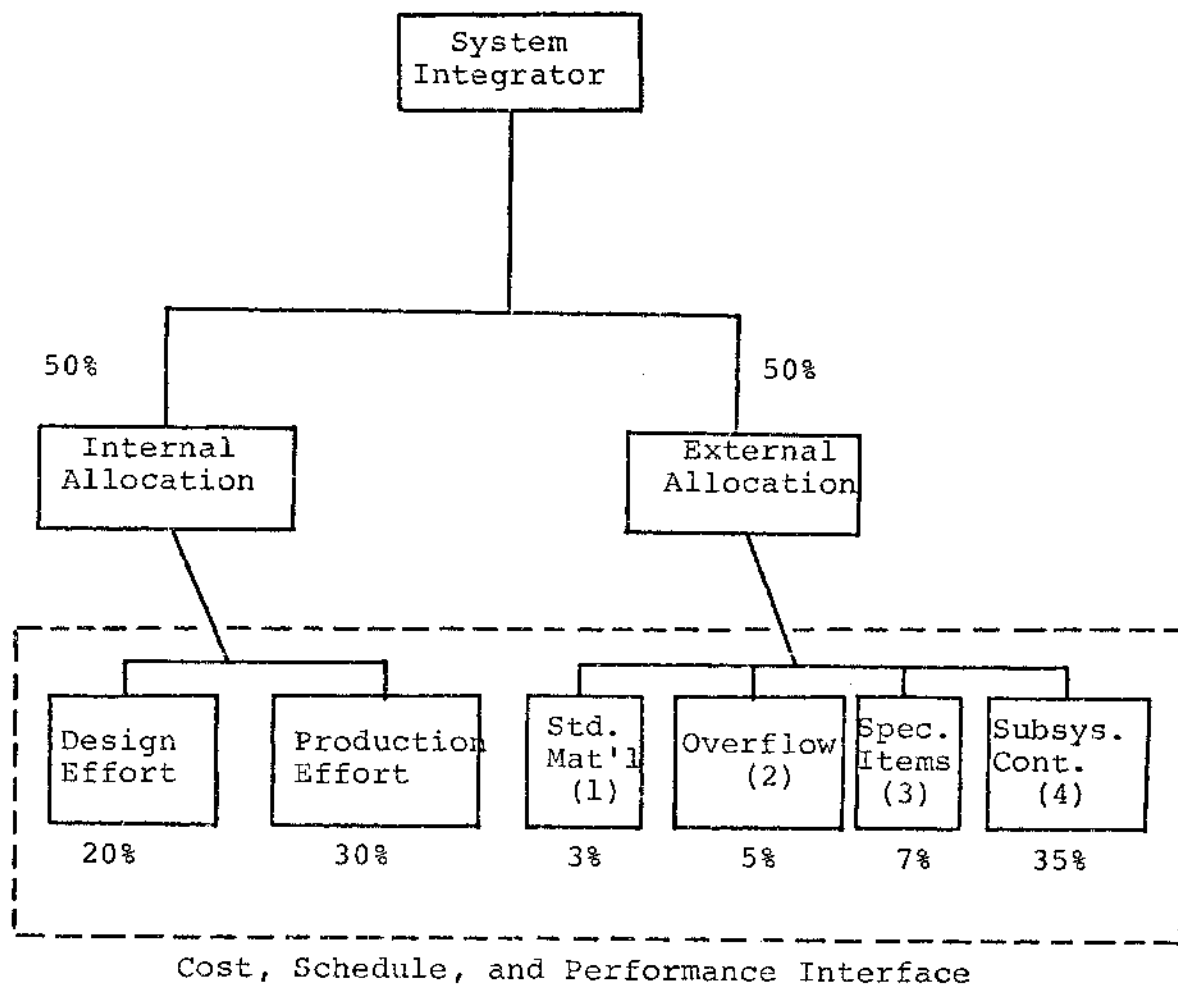 System
Integrator
50%
50%
Internal
Allocation
External
Allocation
Design
Effort
Production
Effort
Std.
Mat'l
(1)
Overflow
(2)
Spec.
Items
(3)
Subsys.
Cont.
(4)
20%
30%
3%
5%
7%
35%
Cost, Schedule, and Performance Interface